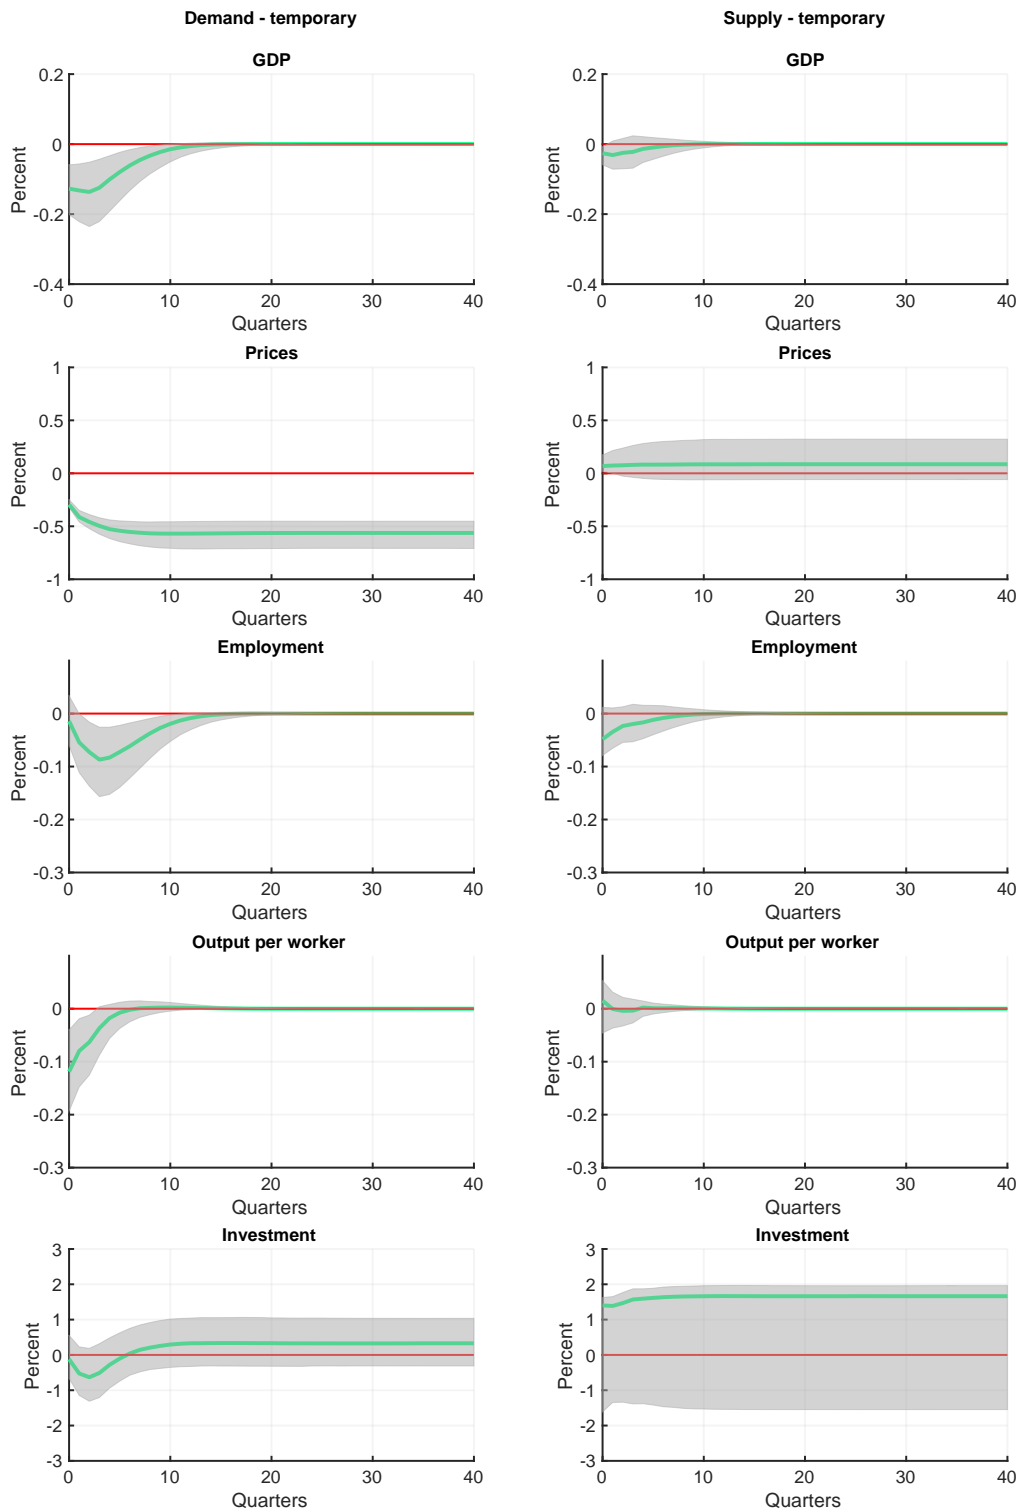 Demand - temporary
Supply - temporary
GDP
0.2
0
-0.2
-0.4
Percent
0 10 20 30 40
Quarters
GDP
0.2
0
-0.2
-0.4
Percent
0 10 20 30 40
Quarters
Prices
1
0.5
0
-0.5
-1
Percent
0 10 20 30 40
Quarters
Prices
1
0.5
0
-0.5
-1
Percent
0 10 20 30 40
Quarters
Employment
0
-0.1
-0.2
-0.3
Percent
0 10 20 30 40
Quarters
Employment
0
-0.1
-0.2
-0.3
Percent
0 10 20 30 40
Quarters
Output per worker
0
-0.1
-0.2
-0.3
Percent
0 10 20 30 40
Quarters
Output per worker
0
-0.1
-0.2
-0.3
Percent
0 10 20 30 40
Quarters
Investment
3
2
1
0
-1
-2
-3
Percent
0 10 20 30 40
Quarters
Investment
3
2
1
0
-1
-2
-3
Percent
0 10 20 30 40
Quarters